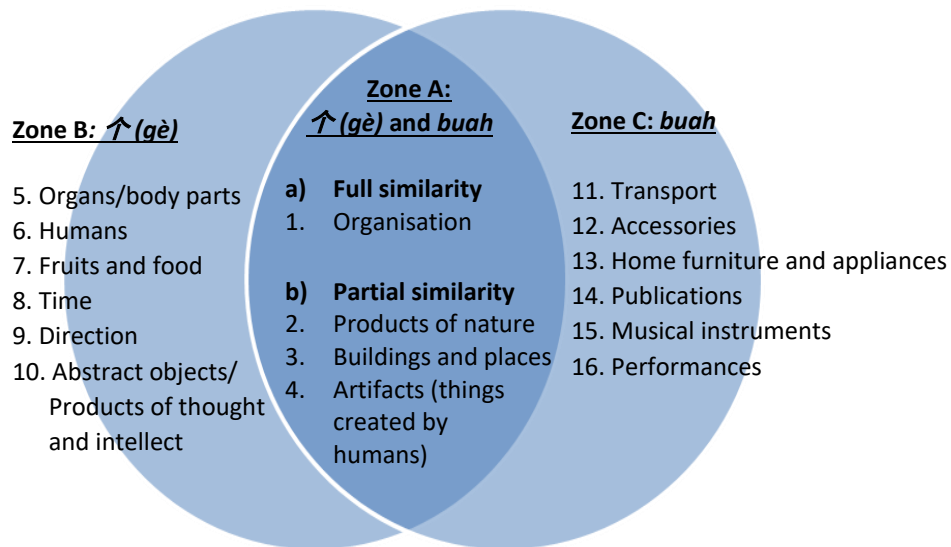 Zone B: 个 (gè)
5. Organs/body parts
6. Humans
7. Fruits and food
8. Time
9. Direction
10. Abstract objects/
Products of thought
and intellect
Zone A:
个 (gè) and buah
a) Full similarity
1. Organisation
b) Partial similarity
2. Products of nature
3. Buildings and places
4. Artifacts (things
created by
humans)
Zone C: buah
11. Transport
12. Accessories
13. Home furniture and appliances
14. Publications
15. Musical instruments
16. Performances